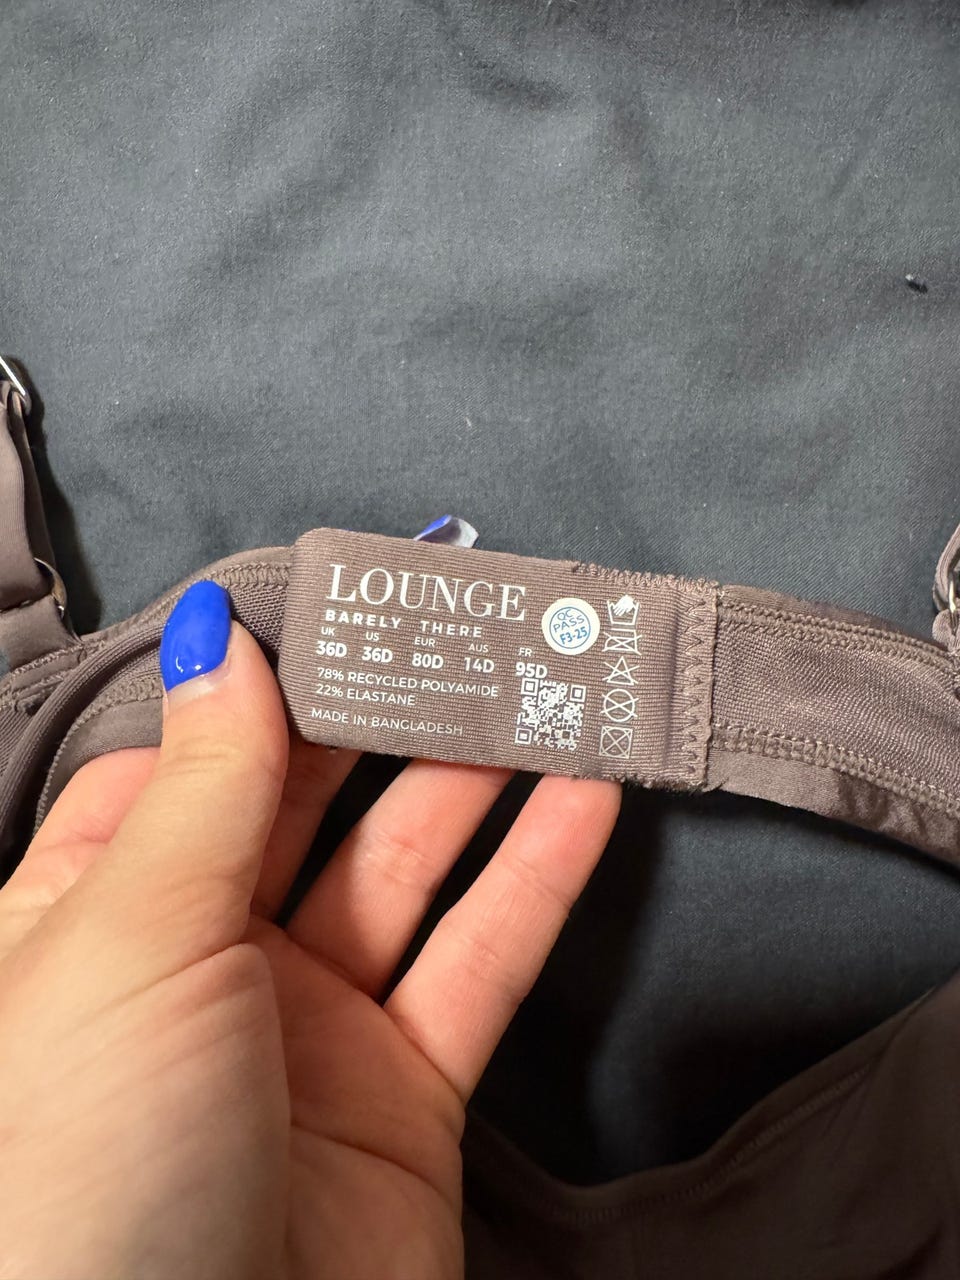 LOUNGE
BARELY THERE
UK US EUR AUS FR
36D 36D 80D 14D 95D
78% RECYCLED POLYAMIDE
22% ELASTANE
MADE IN BANGLADESH
QC
PASS
F3-25